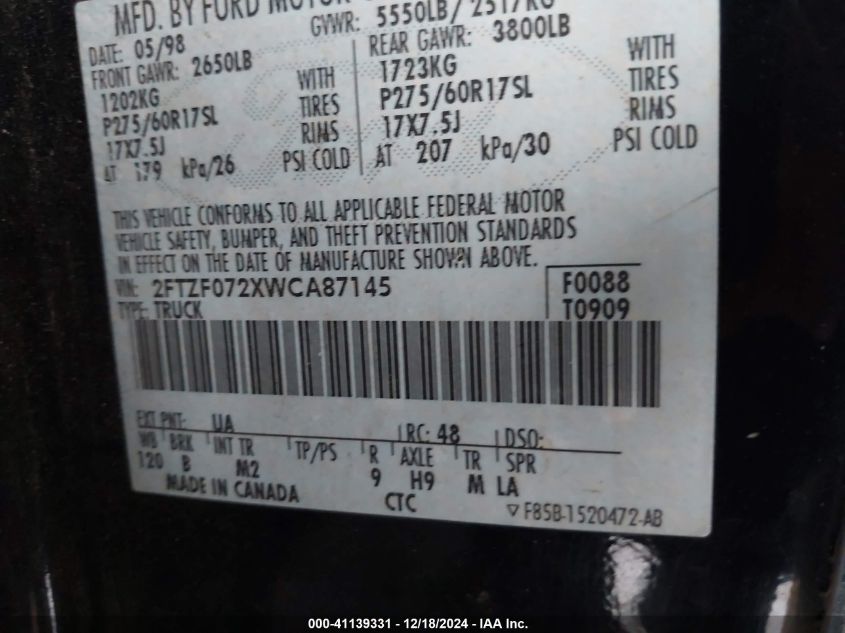 MFD. BY FORD MOTOR
DATE: 05/98 GVWR: 5550LB/ 2517KG
FRONT GAWR: 2650LB REAR GAWR: 3800LB
1202KG WITH 1723KG WITH
P275/60R17SL TIRES P275/60R17SL TIRES
17X7.5J RIMS 17X7.5J RIMS
AT 179 kPa/26 PSI COLD AT 207 kPa/30 PSI COLD
THIS VEHICLE CONFORMS TO ALL APPLICABLE FEDERAL MOTOR
VEHICLE SAFETY, BUMPER, AND THEFT PREVENTION STANDARDS
IN EFFECT ON THE DATE OF MANUFACTURE SHOWN ABOVE.
VIN: 2FTZF072XWCA87145 F0088
TYPE: TRUCK T0909
EXT PNT: UA RC: 48 DSO:
WB BRK INT TR TP/PS R AXLE TR SPR
120 B M2 9 H9 M LA
MADE IN CANADA CTC
F85B-1520472-AB
000-41139331 - 12/18/2024 - IAA Inc.